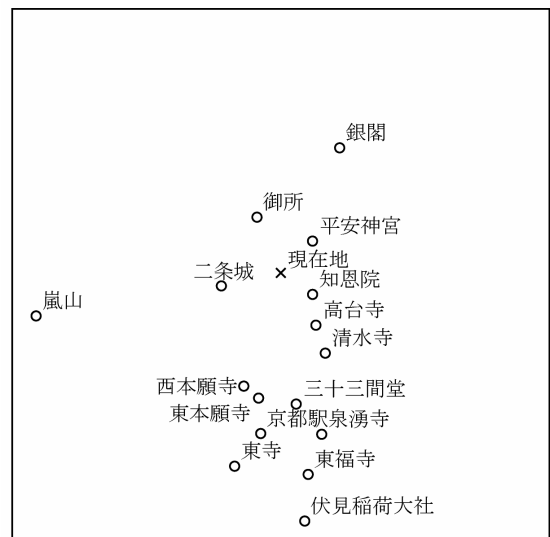 銀閣
御所
平安神宮
現在地
二条城
知恩院
嵐山
高台寺
清水寺
西本願寺
三十三間堂
東本願寺
京都駅
泉湧寺
東寺
東福寺
伏見稲荷大社